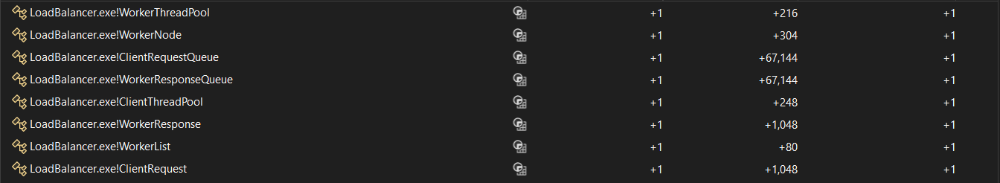 LoadBalancer.exe!WorkerThreadPool +1 +216 +1
LoadBalancer.exe!WorkerNode +1 +304 +1
LoadBalancer.exe!ClientRequestQueue +1 +67,144 +1
LoadBalancer.exe!WorkerResponseQueue +1 +67,144 +1
LoadBalancer.exe!ClientThreadPool +1 +248 +1
LoadBalancer.exe!WorkerResponse +1 +1,048 +1
LoadBalancer.exe!WorkerList +1 +80 +1
LoadBalancer.exe!ClientRequest +1 +1,048 +1